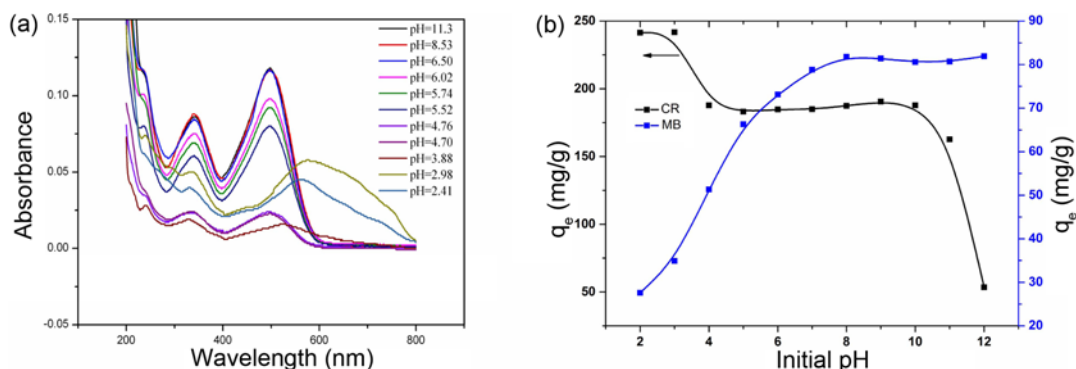 (a)
0.15
0.10
0.05
0.00
-0.05
Absorbance
200
400
600
800
Wavelength (nm)
pH=11.3
pH=8.53
pH=6.50
pH=6.02
pH=5.74
pH=5.52
pH=4.76
pH=4.70
pH=3.88
pH=2.98
pH=2.41
(b)
250
200
150
100
50
qe (mg/g)
CR
MB
2
4
6
8
10
12
Initial pH
90
80
70
60
50
40
30
20
qe (mg/g)